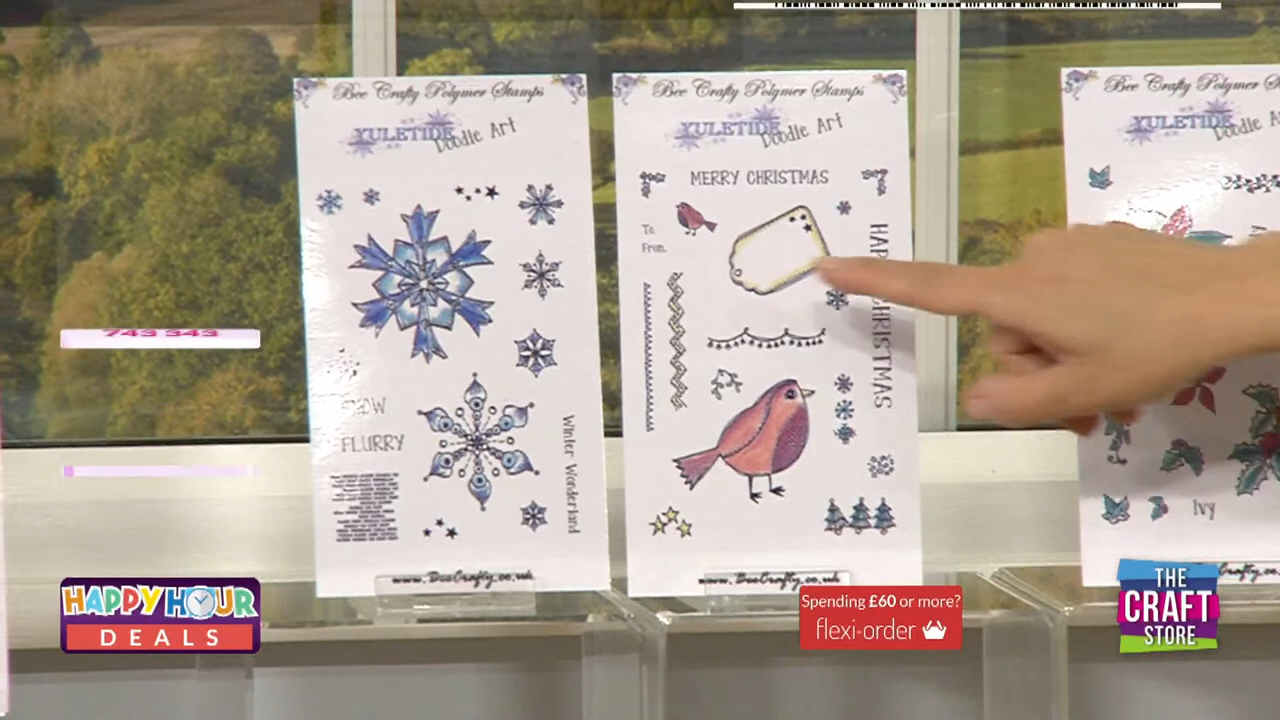 Bee Crafty Polymer Stamps
YULETIDE
Doodle Art
FLURRY
Winter Wonderland
www.BeeCrafty.co.uk
Bee Crafty Polymer Stamps
YULETIDE
Doodle Art
MERRY CHRISTMAS
To:
From:
www.BeeCrafty.co.uk
Bee Crafty Polymer Stamps
YULETIDE
Doodle A
Ivy
743 343
HAPPY HOUR
DEALS
Spending £60 or more?
flexi-order
THE
CRAFT
STORE